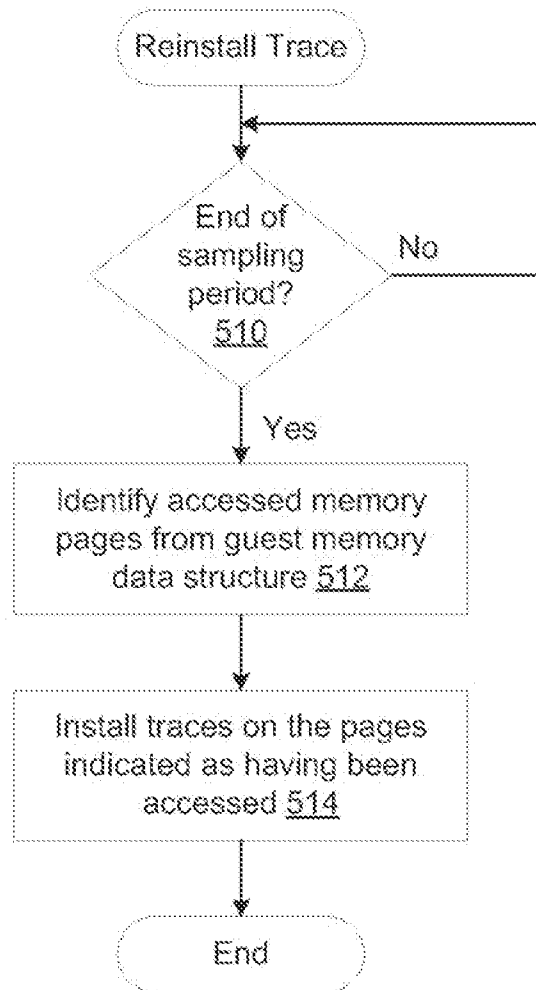 Reinstall Trace
End of
sampling
period?
510
No
Yes
Identify accessed memory
pages from guest memory
data structure 512
Install traces on the pages
indicated as having been
accessed 514
End